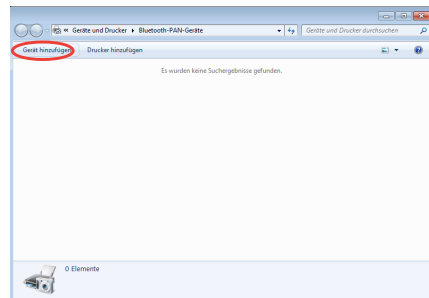 « Geräte und Drucker ▸ Bluetooth-PAN-Geräte
Geräte und Drucker durchsuchen
Gerät hinzufügen
Drucker hinzufügen
Es wurden keine Suchergebnisse gefunden.
0 Elemente